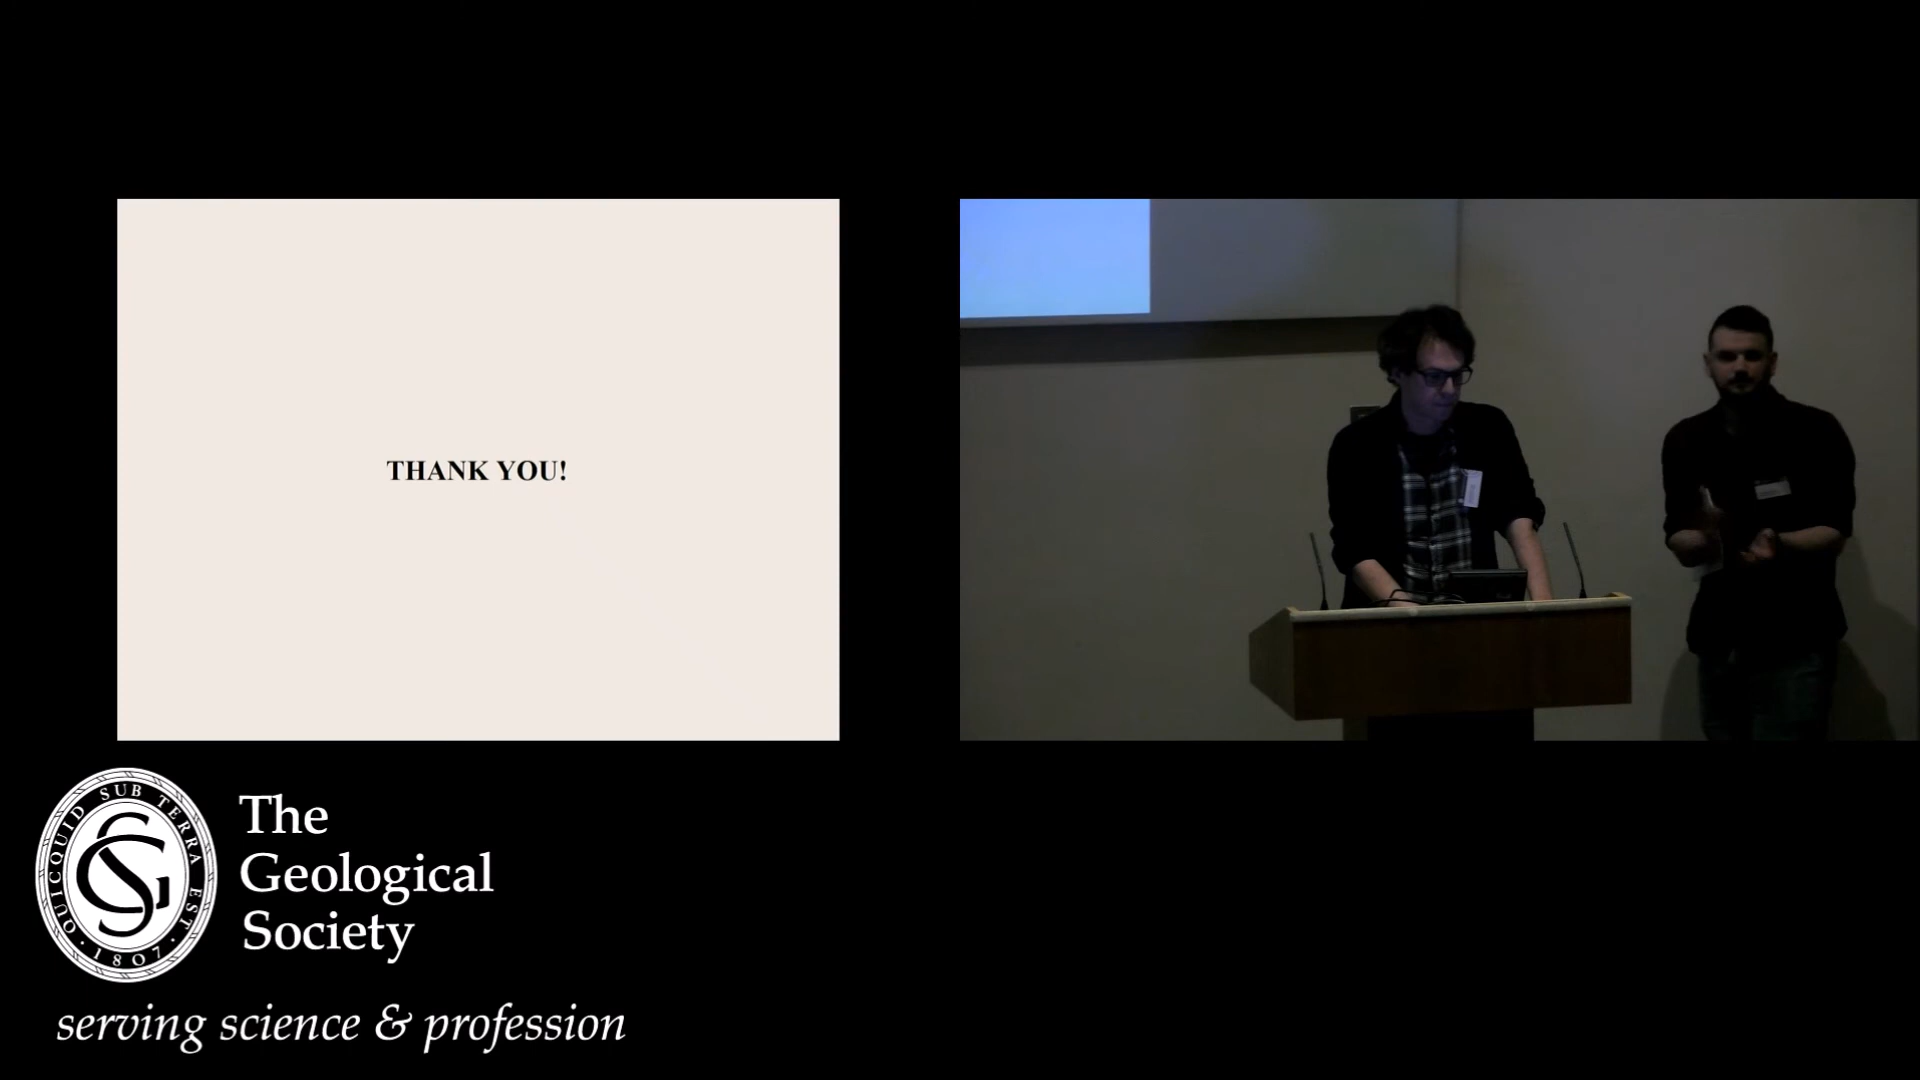 THANK YOU!
QUICQUID SUB TERRA EST
· 1807 ·
The
Geological
Society
serving science & profession